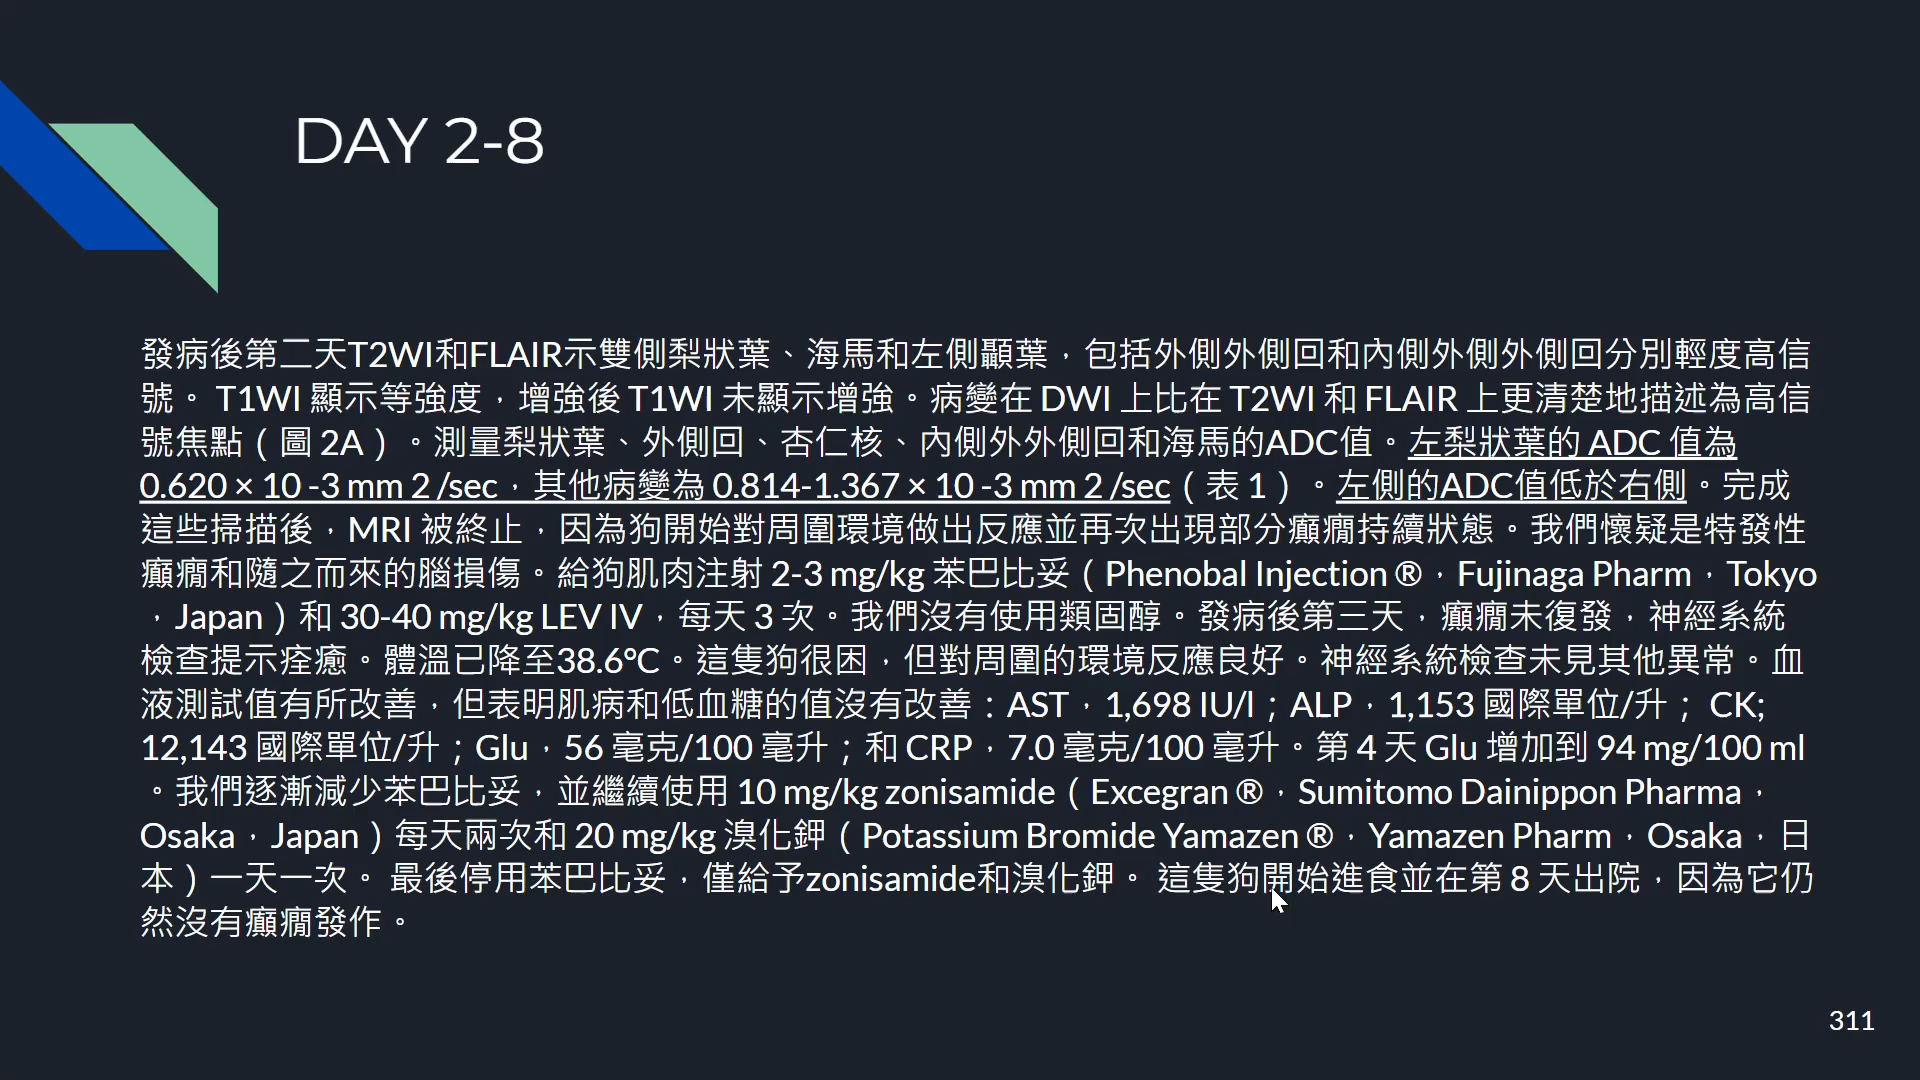 DAY 2-8
發病後第二天T2WI和FLAIR示雙側梨狀葉、海馬和左側顳葉，包括外側外側回和內側外側外側回分別輕度高信
號。 T1WI 顯示等強度，增強後 T1WI 未顯示增強。病變在 DWI 上比在 T2WI 和 FLAIR 上更清楚地描述為高信
號焦點（圖 2A）。測量梨狀葉、外側回、杏仁核、內側外外側回和海馬的ADC值。左梨狀葉的 ADC 值為
0.620 × 10 -3 mm 2 /sec，其他病變為 0.814-1.367 × 10 -3 mm 2 /sec（表 1）。左側的ADC值低於右側。完成
這些掃描後，MRI 被終止，因為狗開始對周圍環境做出反應並再次出現部分癲癇持續狀態。我們懷疑是特發性
癲癇和隨之而來的腦損傷。給狗肌肉注射 2-3 mg/kg 苯巴比妥（Phenobal Injection ®，Fujinaga Pharm，Tokyo
，Japan）和 30-40 mg/kg LEV IV，每天 3 次。我們沒有使用類固醇。發病後第三天，癲癇未復發，神經系統
檢查提示痊癒。體溫已降至38.6°C。這隻狗很困，但對周圍的環境反應良好。神經系統檢查未見其他異常。血
液測試值有所改善，但表明肌病和低血糖的值沒有改善：AST，1,698 IU/l；ALP，1,153 國際單位/升； CK;
12,143 國際單位/升；Glu，56 毫克/100 毫升；和 CRP，7.0 毫克/100 毫升。第 4 天 Glu 增加到 94 mg/100 ml
。我們逐漸減少苯巴比妥，並繼續使用 10 mg/kg zonisamide（Excegran ®，Sumitomo Dainippon Pharma，
Osaka，Japan）每天兩次和 20 mg/kg 溴化鉀（Potassium Bromide Yamazen ®，Yamazen Pharm，Osaka，日
本）一天一次。 最後停用苯巴比妥，僅給予zonisamide和溴化鉀。 這隻狗開始進食並在第 8 天出院，因為它仍
然沒有癲癇發作。
311